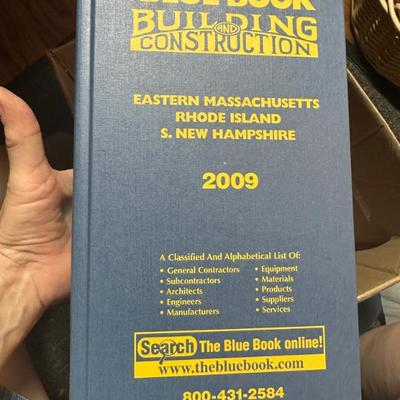 BLUE BOOK
BUILDING
AND
CONSTRUCTION
EASTERN MASSACHUSETTS
RHODE ISLAND
S. NEW HAMPSHIRE
2009
A Classified And Alphabetical List Of:
• General Contractors
• Subcontractors
• Architects
• Engineers
• Manufacturers
• Equipment
• Materials
• Products
• Suppliers
• Services
Search The Blue Book online!
www.thebluebook.com
800-431-2584